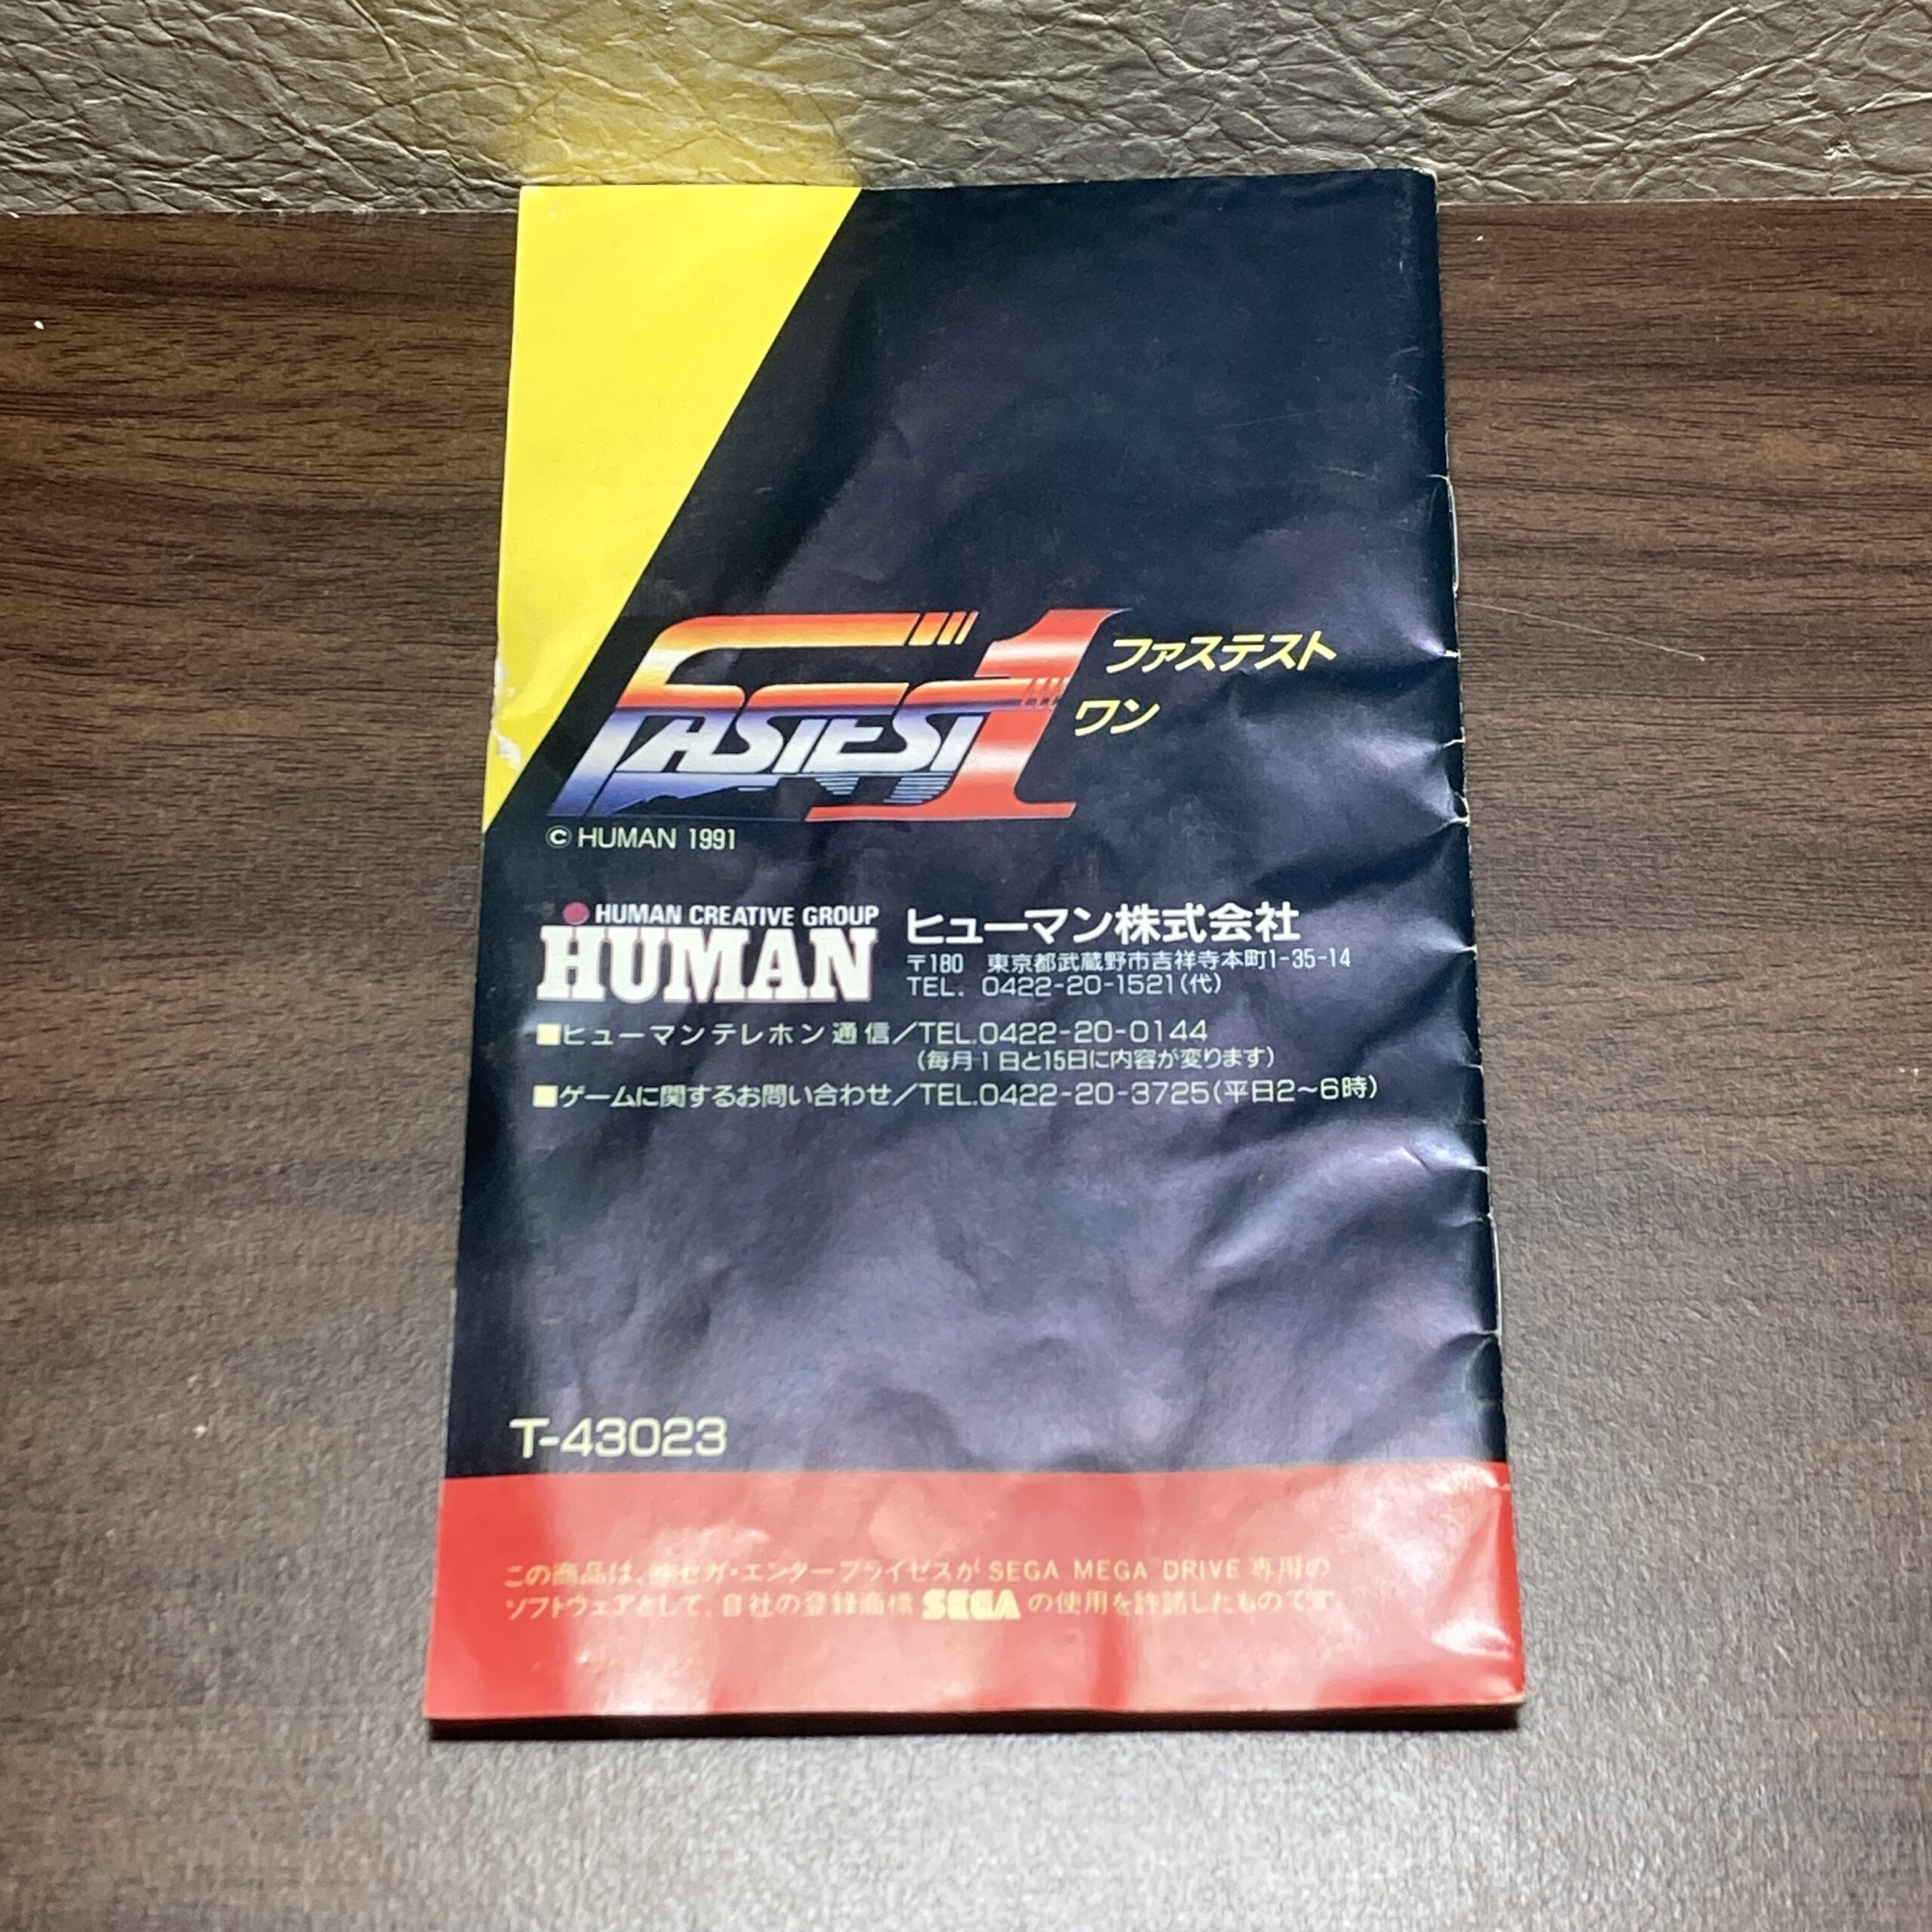 FASTEST 1
ファステスト
ワン
© HUMAN 1991
HUMAN CREATIVE GROUP
HUMAN
ヒューマン株式会社
〒180 東京都武蔵野市吉祥寺本町1-35-14
TEL. 0422-20-1521(代)
■ヒューマンテレホン通信／TEL.0422-20-0144
(毎月1日と15日に内容が変ります)
■ゲームに関するお問い合わせ／TEL.0422-20-3725(平日2～6時)
T-43023
この商品は、㈱セガ・エンタープライゼスが SEGA MEGA DRIVE 専用の
ソフトウェアとして、自社の登録商標 SEGA の使用を許諾したものです